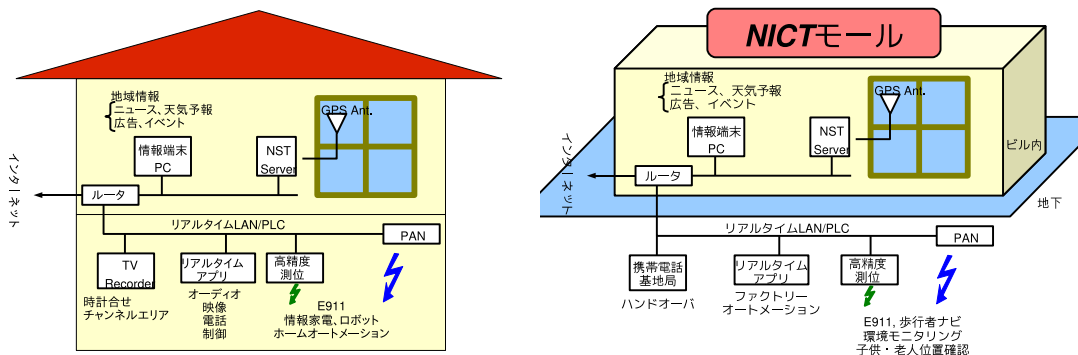 地域情報
ニュース、天気予報
広告、イベント
GPS Ant.
情報端末
PC
NST
Server
インターネット
ルータ
リアルタイムLAN/PLC
PAN
TV
Recorder
リアルタイム
アプリ
高精度
測位
時計合せ
チャンネルエリア
オーディオ
映像
電話
制御
E911
情報家電、ロボット
ホームオートメーション
NICTモール
地域情報
ニュース、天気予報
広告、イベント
GPS Ant.
情報端末
PC
NST
Server
ビル内
インターネット
ルータ
地下
リアルタイムLAN/PLC
PAN
携帯電話
基地局
リアルタイム
アプリ
高精度
測位
ハンドオーバ
ファクトリー
オートメーション
E911, 歩行者ナビ
環境モニタリング
子供・老人位置確認